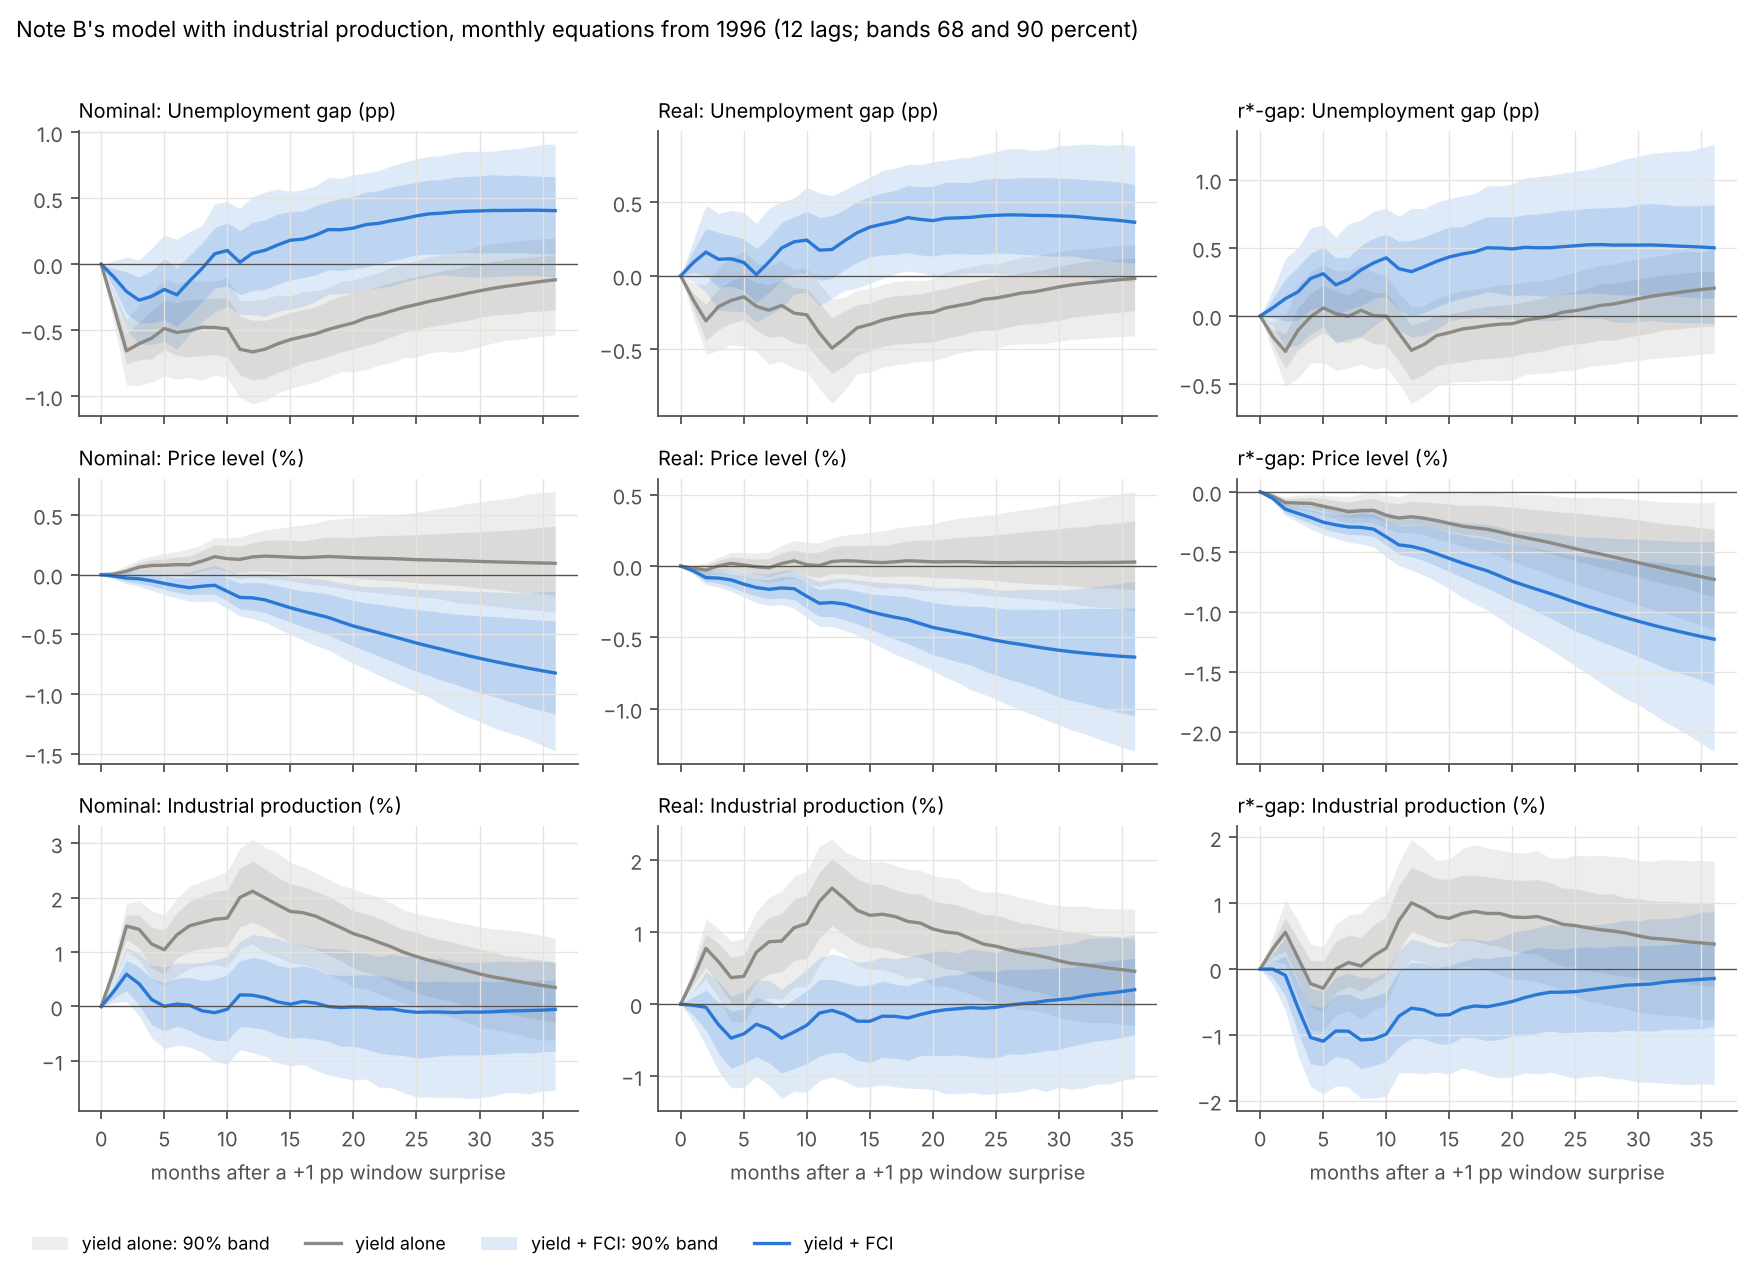 Note B's model with industrial production, monthly equations from 1996 (12 lags; bands 68 and 90 percent)
Nominal: Unemployment gap (pp)
1.0
0.5
0.0
−0.5
−1.0
Real: Unemployment gap (pp)
0.5
0.0
−0.5
r*-gap: Unemployment gap (pp)
1.0
0.5
0.0
−0.5
Nominal: Price level (%)
0.5
0.0
−0.5
−1.0
−1.5
Real: Price level (%)
0.5
0.0
−0.5
−1.0
r*-gap: Price level (%)
0.0
−0.5
−1.0
−1.5
−2.0
Nominal: Industrial production (%)
3
2
1
0
−1
0 5 10 15 20 25 30 35
months after a +1 pp window surprise
Real: Industrial production (%)
2
1
0
−1
0 5 10 15 20 25 30 35
months after a +1 pp window surprise
r*-gap: Industrial production (%)
2
1
0
−1
−2
0 5 10 15 20 25 30 35
months after a +1 pp window surprise
yield alone: 90% band yield alone yield + FCI: 90% band yield + FCI